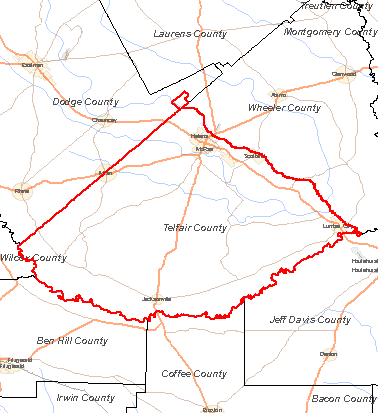 Treutlen County
Laurens County
Montgomery County
Eastman
Glenwood
Alamo
Dodge County
Wheeler County
Chauncey
Helena
McRae
Scotland
Milan
Rhine
Telfair County
Lumber City
Wilcox County
Hazlehurst
Hazlehurst
Jacksonville
Jeff Davis County
Ben Hill County
Denton
Fitzgerald
Fitzgerald
Coffee County
Irwin County
Bacon County
Broxton